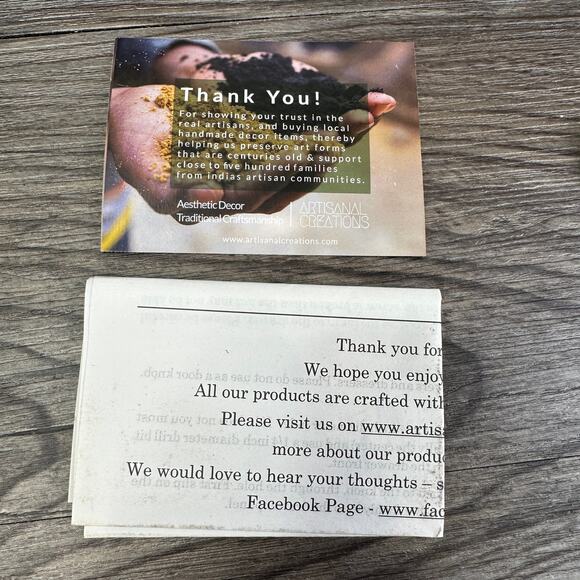 Thank You!
For showing your trust in the
real artisans, and buying local
handmade decor items, thereby
helping us preserve art forms
that are centuries old & support
close to five hundred families
from indias artisan communities.
Aesthetic Decor
Traditional Craftsmanship
ARTISANAL
CREATIONS
www.artisanalcreations.com
Thank you for
We hope you enjoy
All our products are crafted with
Please visit us on www.artis
more about our produc
We would love to hear your thoughts – s
Facebook Page - www.fac